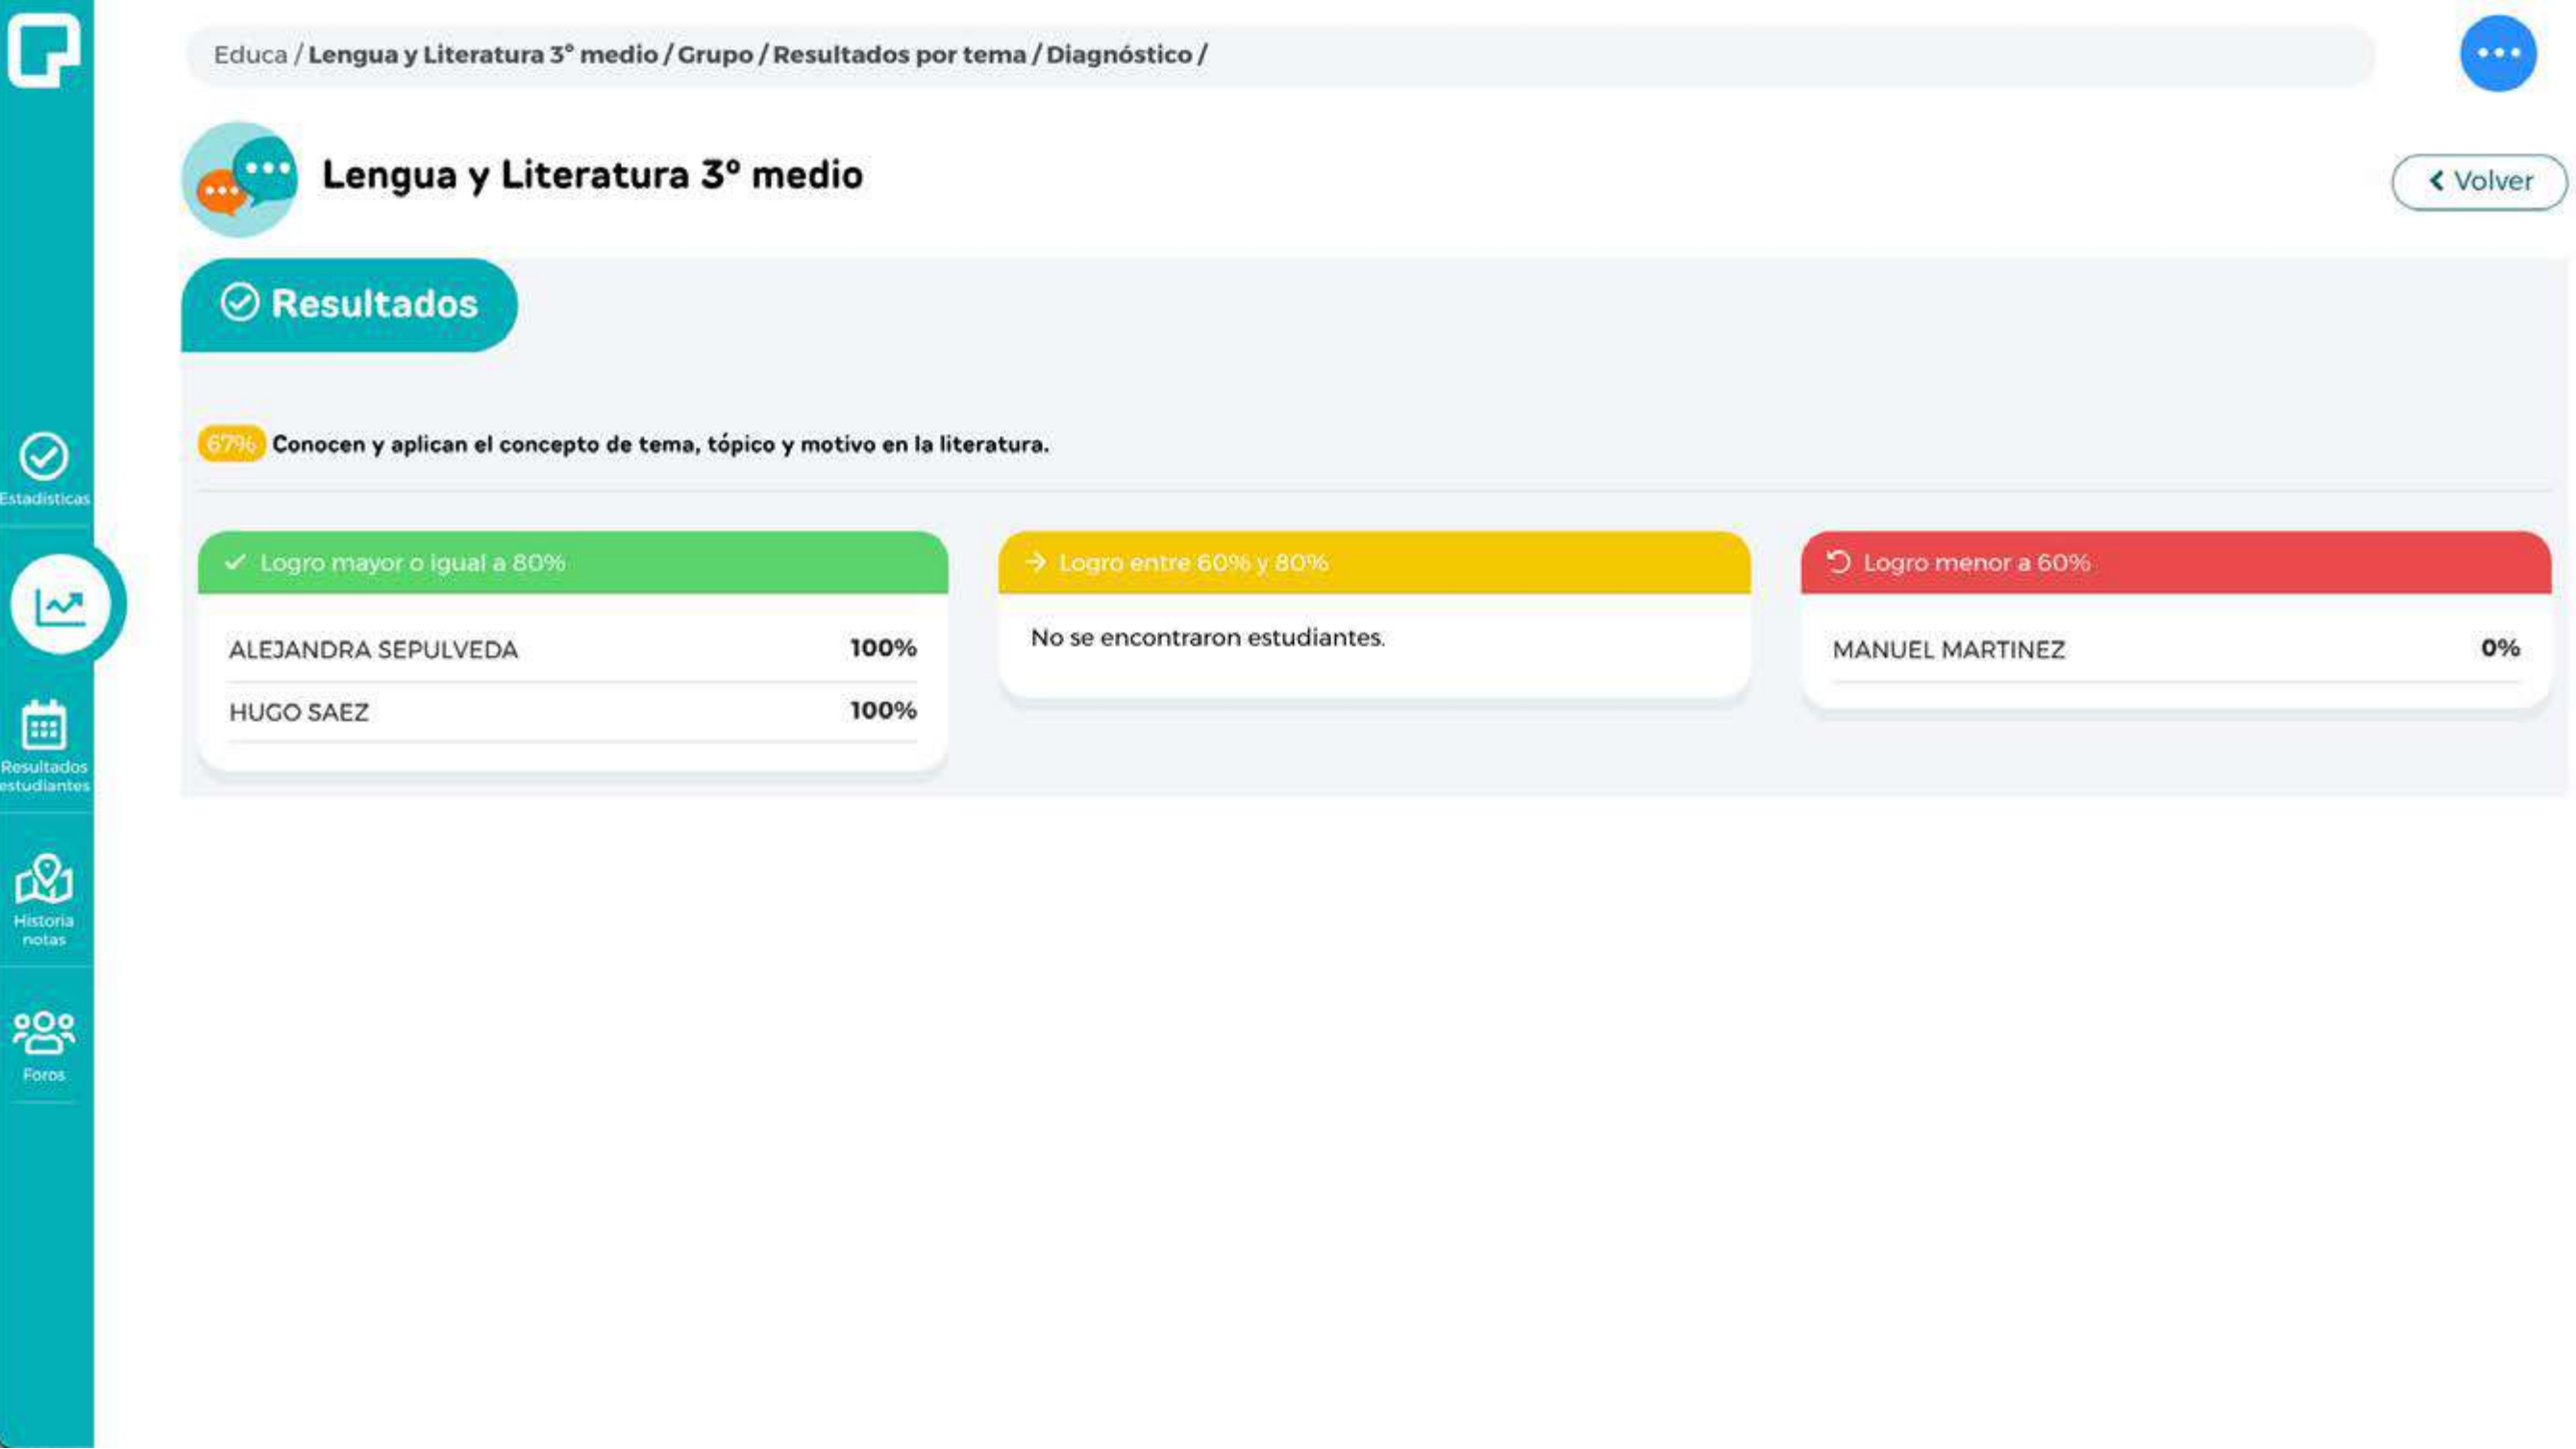 Educa / Lengua y Literatura 3° medio / Grupo / Resultados por tema / Diagnóstico /
Lengua y Literatura 3º medio
Volver
Resultados
67% Conocen y aplican el concepto de tema, tópico y motivo en la literatura.
Logro mayor o igual a 80%
ALEJANDRA SEPULVEDA 100%
HUGO SAEZ 100%
Logro entre 60% y 80%
No se encontraron estudiantes.
Logro menor a 60%
MANUEL MARTINEZ 0%
Estadísticas
Resultados
estudiantes
Historia
notas
Foros